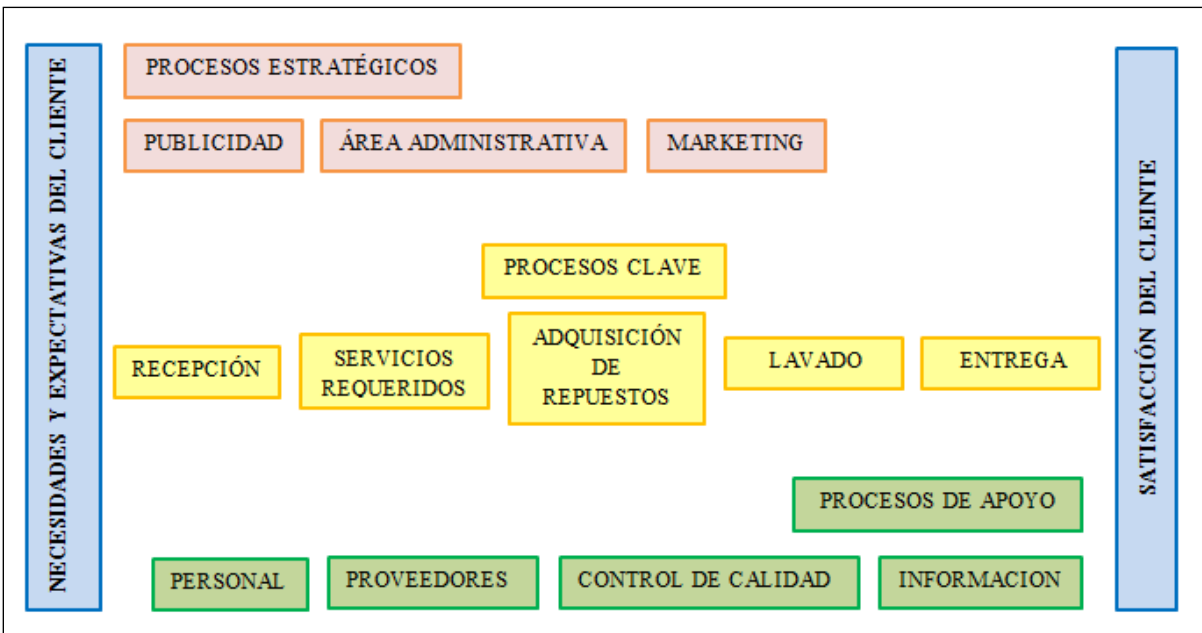 NECESIDADES Y EXPECTATIVAS DEL CLIENTE
PROCESOS ESTRATÉGICOS
PUBLICIDAD
ÁREA ADMINISTRATIVA
MARKETING
PROCESOS CLAVE
RECEPCIÓN
SERVICIOS
REQUERIDOS
ADQUISICIÓN
DE
REPUESTOS
LAVADO
ENTREGA
PROCESOS DE APOYO
PERSONAL
PROVEEDORES
CONTROL DE CALIDAD
INFORMACION
SATISFACCIÓN DEL CLEINTE